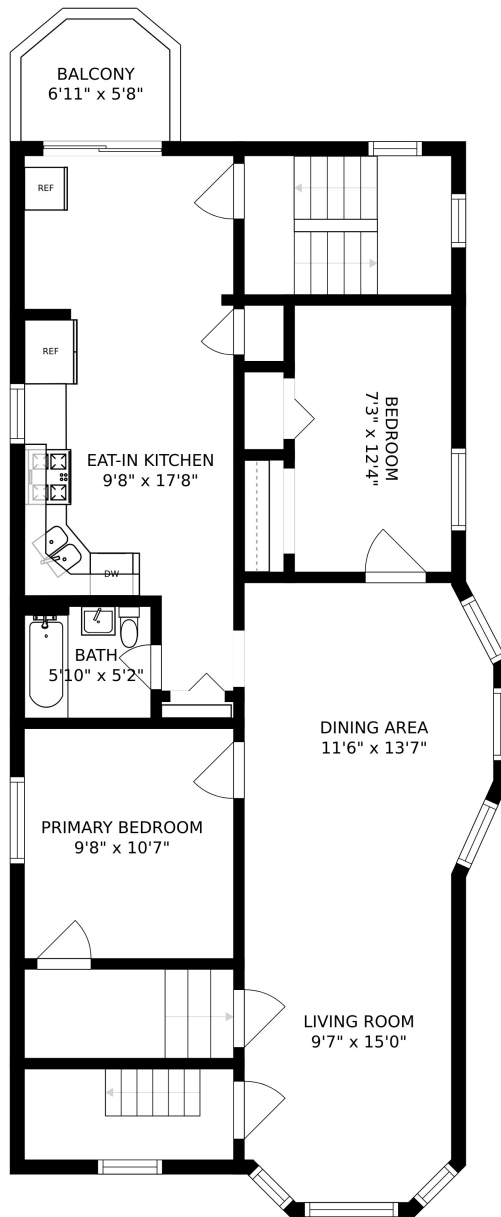 BALCONY
6'11" x 5'8"
REF
REF
BEDROOM
7'3" x 12'4"
EAT-IN KITCHEN
9'8" x 17'8"
DW
BATH
5'10" x 5'2"
DINING AREA
11'6" x 13'7"
PRIMARY BEDROOM
9'8" x 10'7"
LIVING ROOM
9'7" x 15'0"